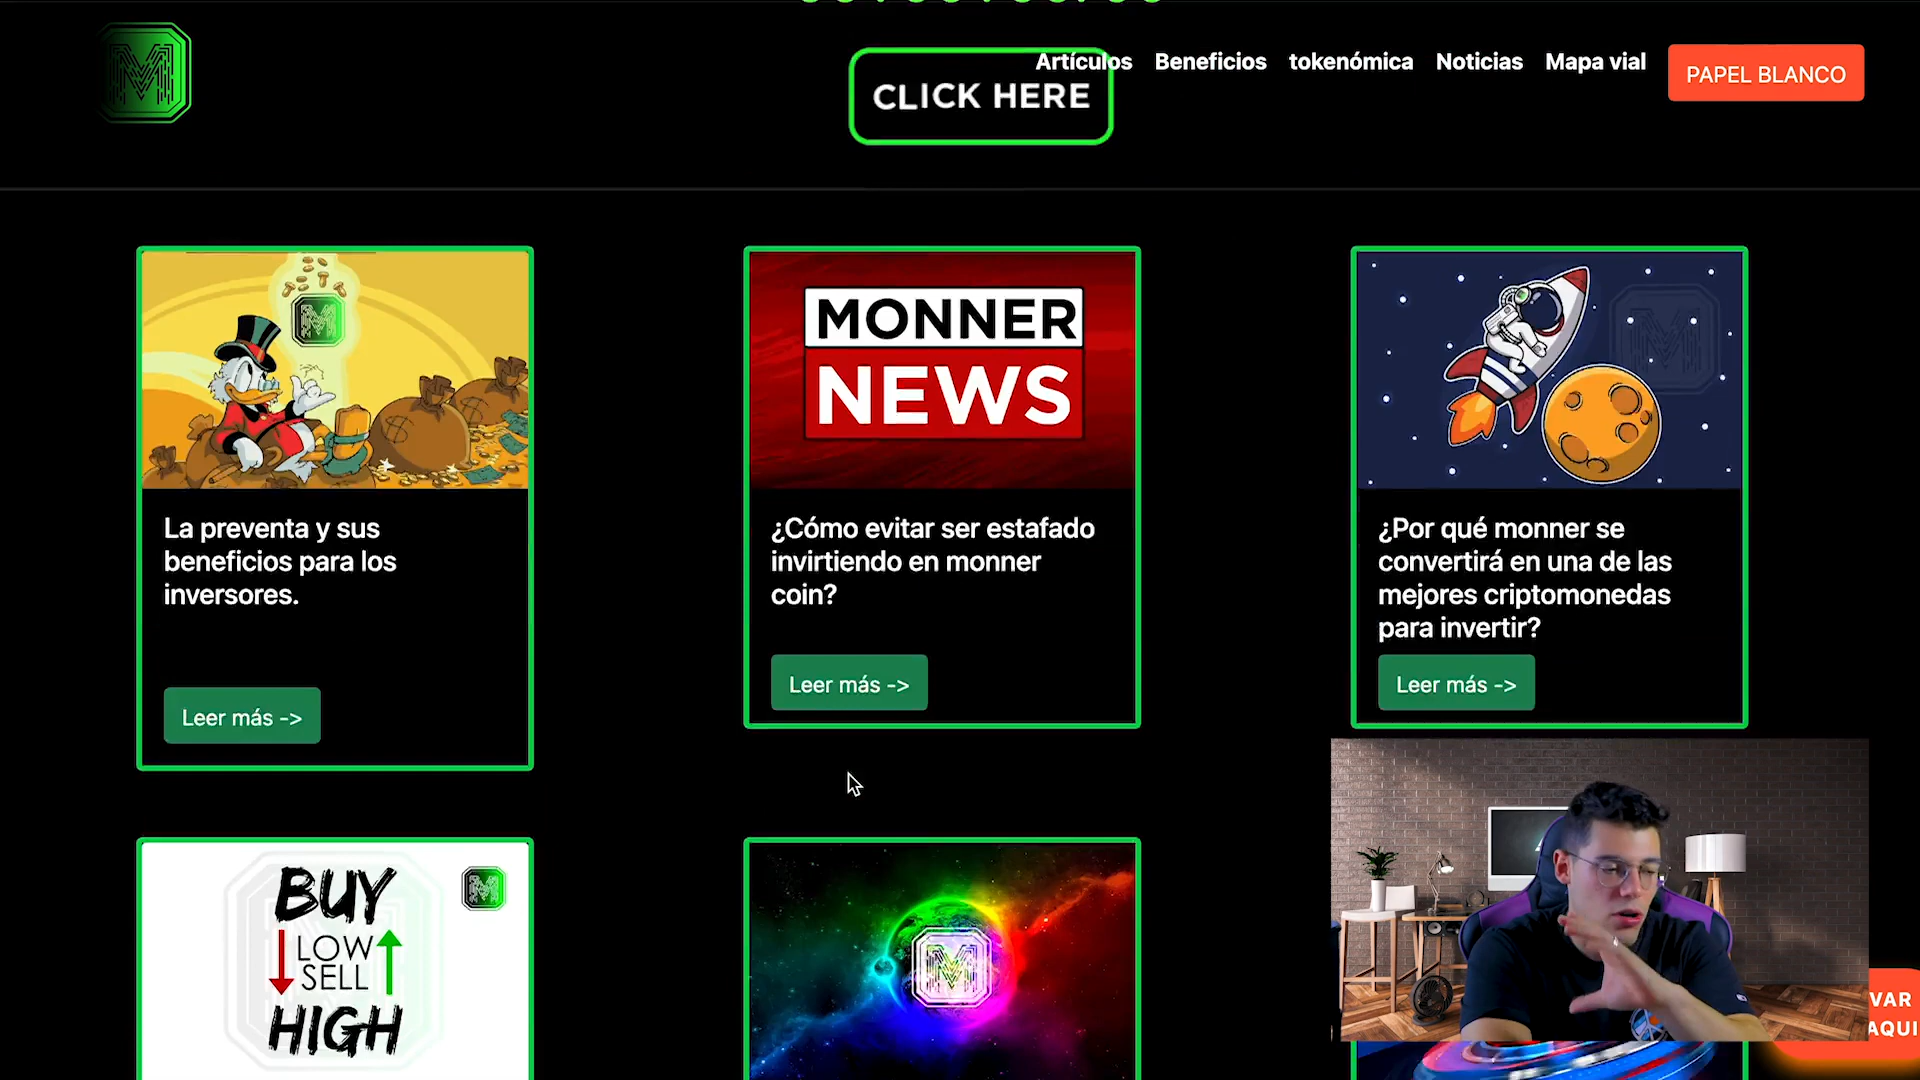 Artículos Beneficios tokenómica Noticias Mapa vial PAPEL BLANCO
CLICK HERE
MONNER
NEWS
La preventa y sus
beneficios para los
inversores.
Leer más ->
¿Cómo evitar ser estafado
invirtiendo en monner
coin?
Leer más ->
¿Por qué monner se
convertirá en una de las
mejores criptomonedas
para invertir?
Leer más ->
BUY
LOW
SELL
HIGH
VAR
AQUI